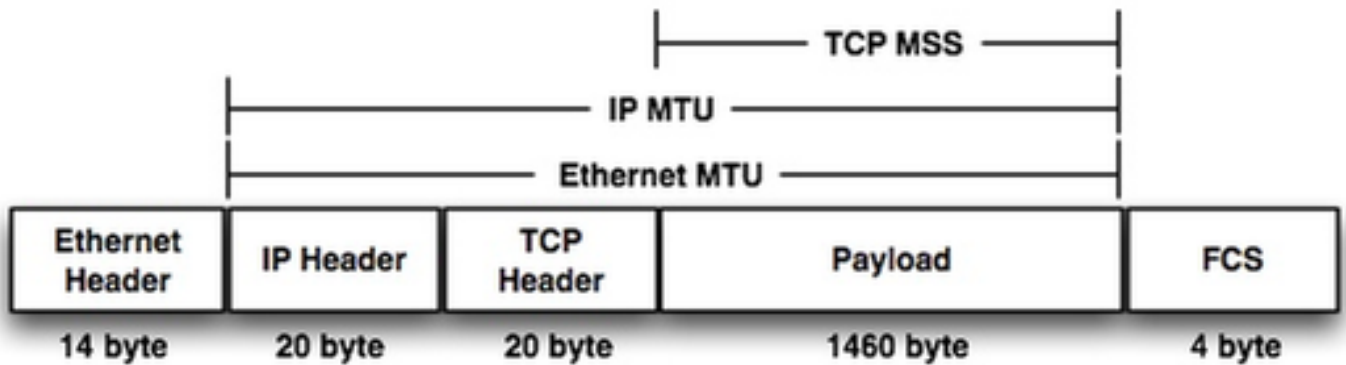 TCP MSS
IP MTU
Ethernet MTU
Ethernet
Header
IP Header
TCP
Header
Payload
FCS
14 byte
20 byte
20 byte
1460 byte
4 byte